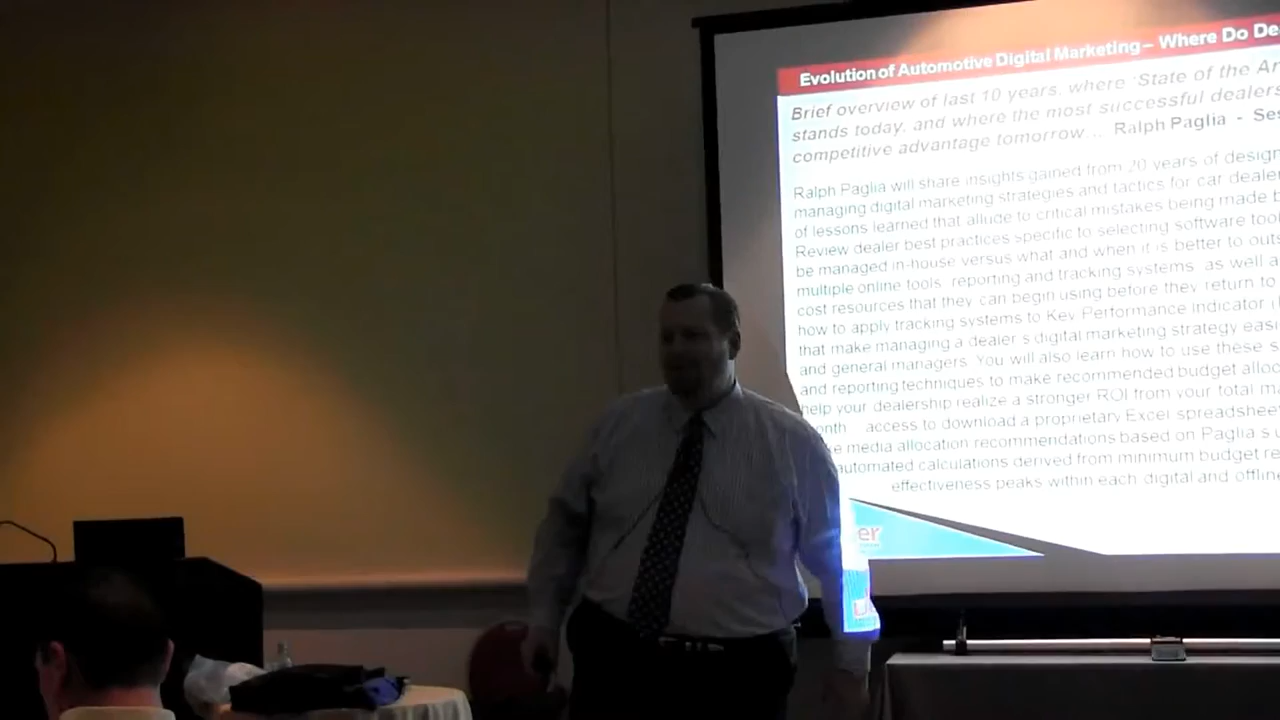 Evolution of Automotive Digital Marketing – Where Do De
Brief overview of last 10 years, where 'State of the Ar
stands today, and where the most successful dealers
competitive advantage tomorrow... Ralph Paglia - Ses
Ralph Paglia will share insights gained from 20 years of design
managing digital marketing strategies and tactics for car dealer
of lessons learned that allude to critical mistakes being made b
Review dealer best practices specific to selecting software tool
be managed in-house versus what and when it is better to outs
multiple online tools, reporting and tracking systems, as well a
cost resources that they can begin using before they return to
how to apply tracking systems to Key Performance Indicator (
that make managing a dealer's digital marketing strategy easi
and general managers. You will also learn how to use these s
and reporting techniques to make recommended budget alloc
help your dealership realize a stronger ROI from your total ma
onth... access to download a proprietary Excel spreadshee
ke media allocation recommendations based on Paglia's u
automated calculations derived from minimum budget re
effectiveness peaks within each digital and offlin
er